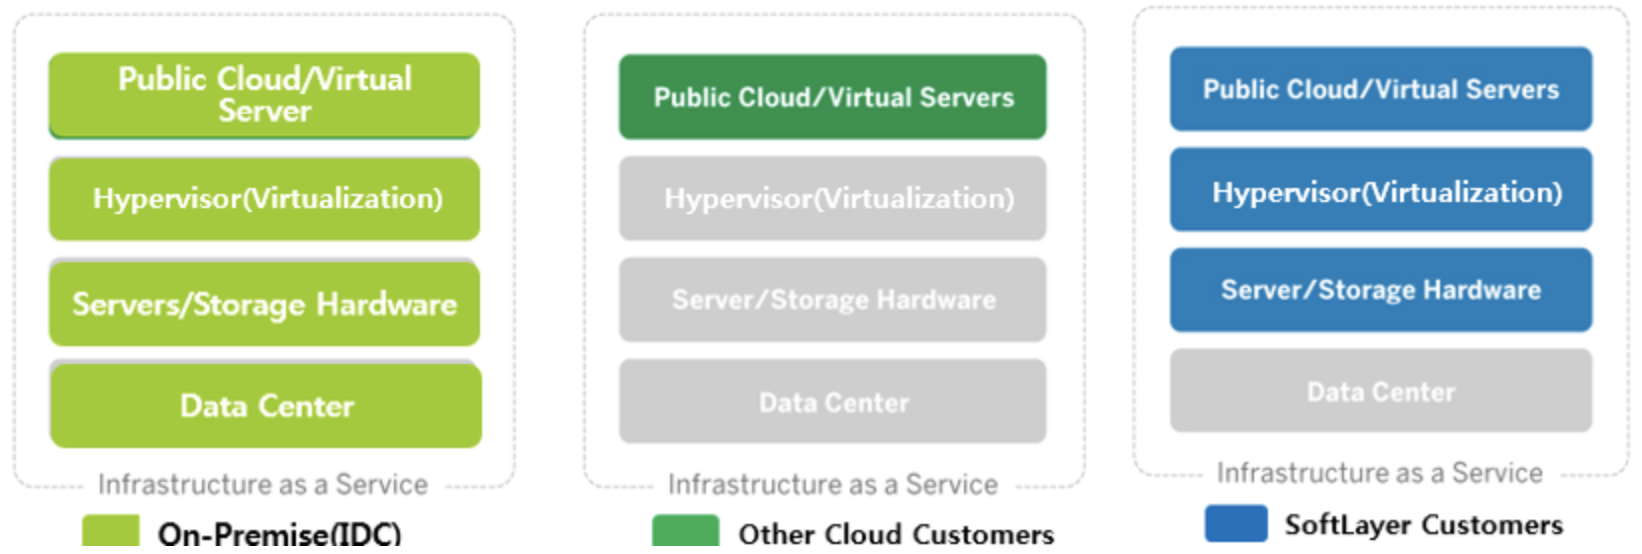 Public Cloud/Virtual
Server
Hypervisor(Virtualization)
Servers/Storage Hardware
Data Center
Infrastructure as a Service
On-Premise(IDC)
Public Cloud/Virtual Servers
Hypervisor(Virtualization)
Server/Storage Hardware
Data Center
Infrastructure as a Service
Other Cloud Customers
Public Cloud/Virtual Servers
Hypervisor(Virtualization)
Server/Storage Hardware
Data Center
Infrastructure as a Service
SoftLayer Customers